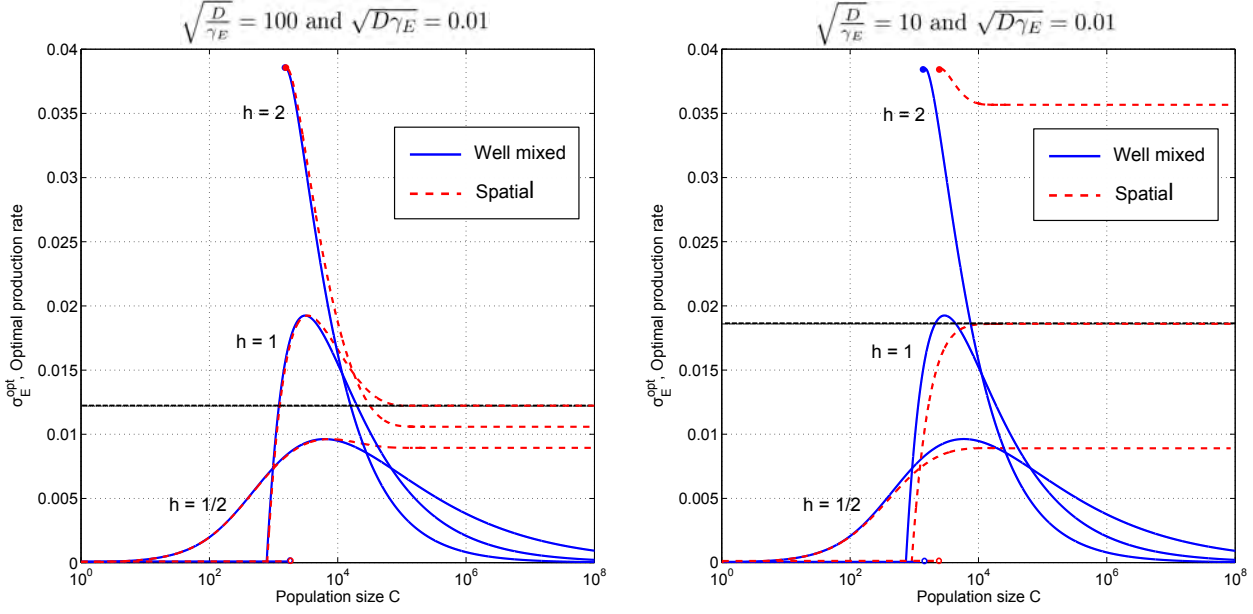 √(D/γ_E) = 100 and √(Dγ_E) = 0.01
0.04
0.035
0.03
0.025
0.02
0.015
0.01
0.005
0
σ_E^opt, Optimal production rate
h = 2
h = 1
h = 1/2
Well mixed
Spatial
10^0
10^2
10^4
10^6
10^8
Population size C
√(D/γ_E) = 10 and √(Dγ_E) = 0.01
0.04
0.035
0.03
0.025
0.02
0.015
0.01
0.005
0
σ_E^opt, Optimal production rate
h = 2
h = 1
h = 1/2
Well mixed
Spatial
10^0
10^2
10^4
10^6
10^8
Population size C